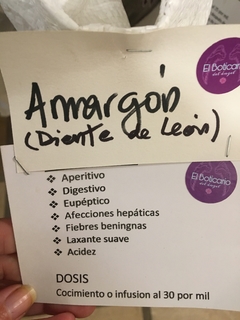 El Boticario
del ángel
Amargón
(Diente de León)
El Boticario
del ángel
Aperitivo
Digestivo
Eupéptico
Afecciones hepáticas
Fiebres beningnas
Laxante suave
Acidez
DOSIS
Cocimiento o infusion al 30 por mil